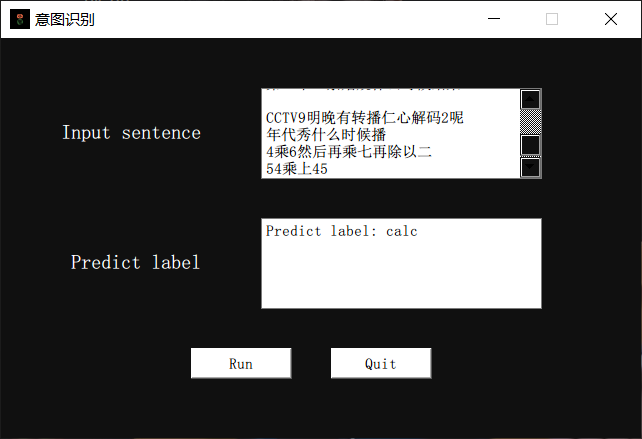 意图识别
Input sentence
CCTV9明晚有转播仁心解码2呢
年代秀什么时候播
4乘6然后再乘七再除以二
54乘上45
Predict label
Predict label: calc
Run
Quit